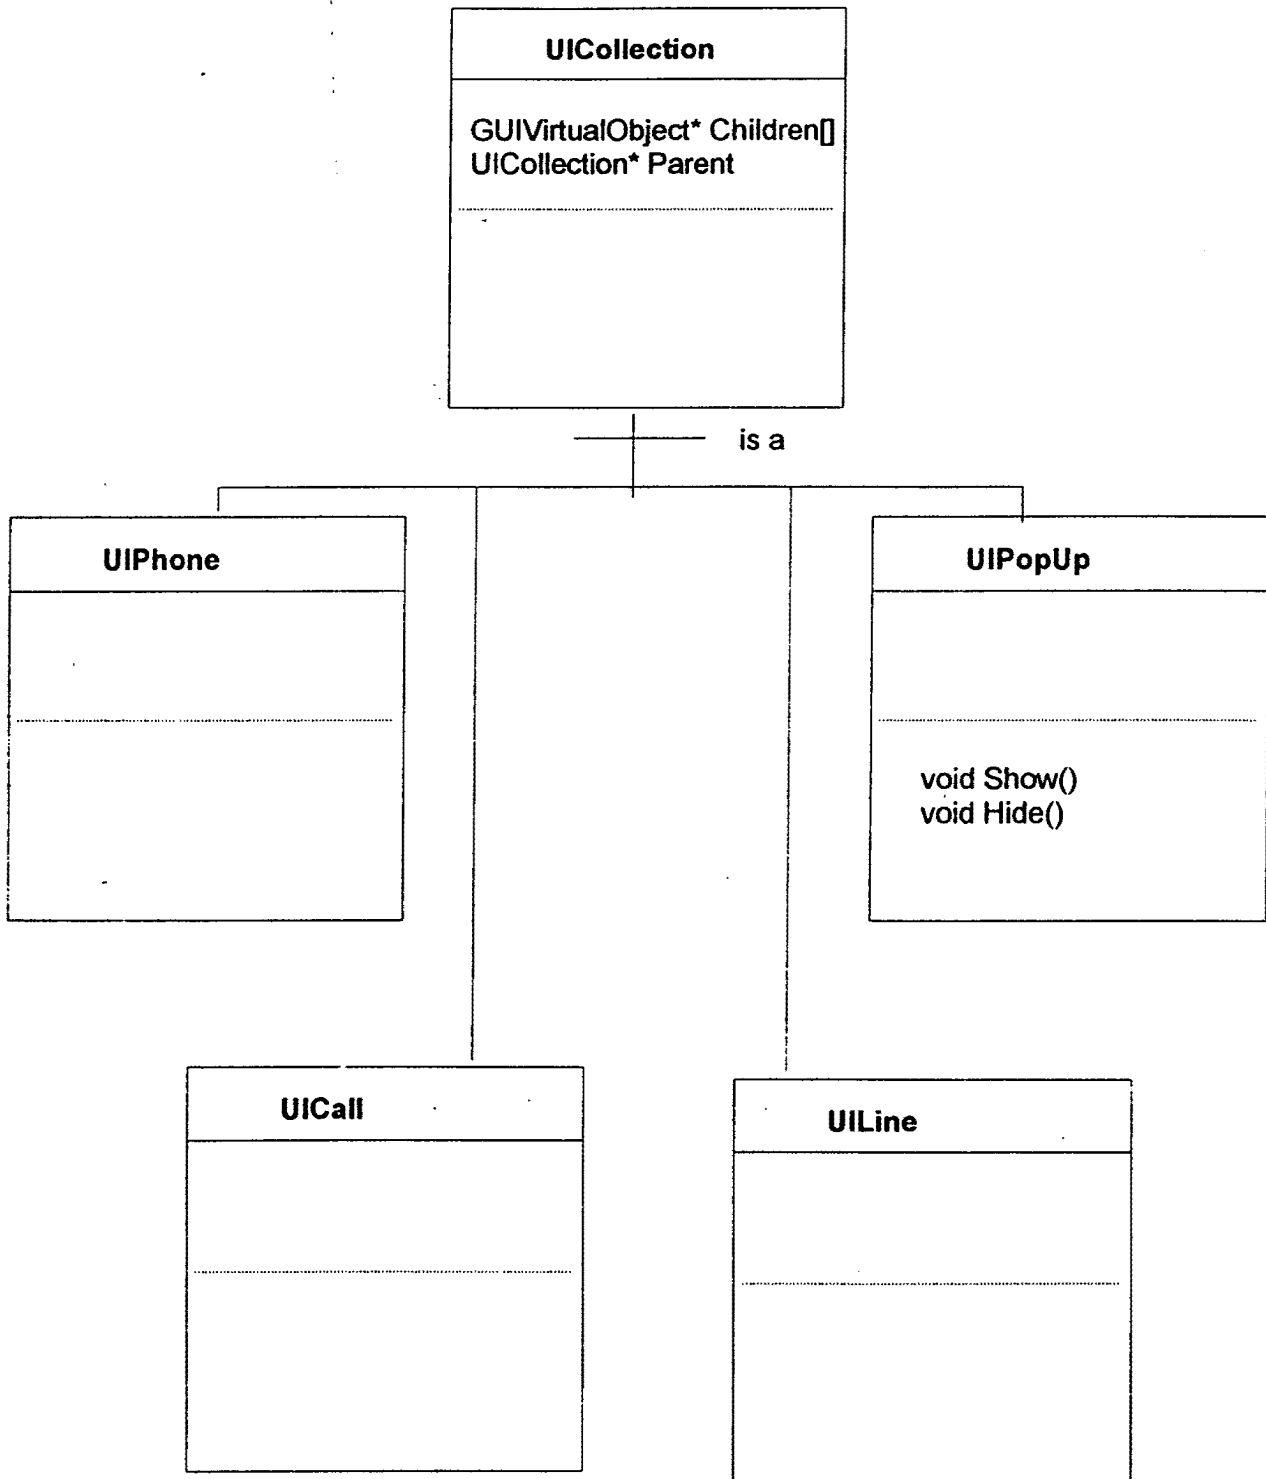 UICollection
GUIVirtualObject* Children[]
UICollection* Parent
is a
UIPhone
UIPopUp
void Show()
void Hide()
UICall
UILine